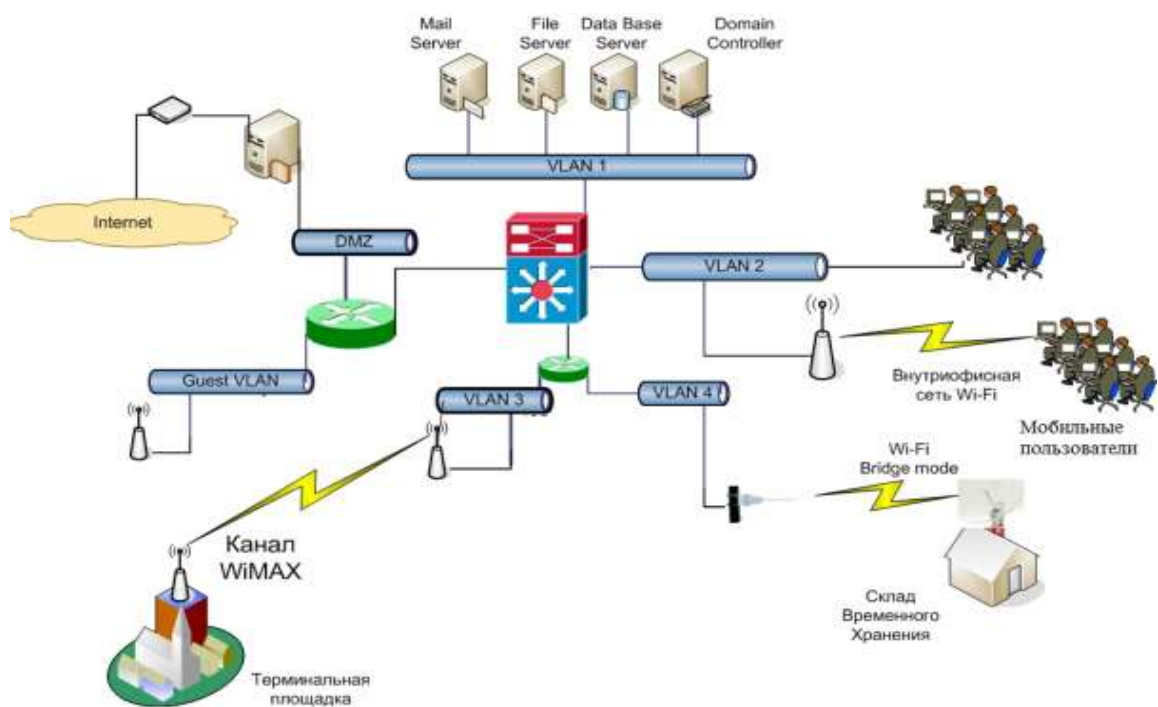 Mail
Server
File
Server
Data Base
Server
Domain
Controller
VLAN 1
Internet
DMZ
VLAN 2
Guest VLAN
VLAN 3
VLAN 4
Внутриофисная
сеть Wi-Fi
Мобильные
пользователи
Wi-Fi
Bridge mode
Канал
WiMAX
Склад
Временного
Хранения
Терминальная
площадка